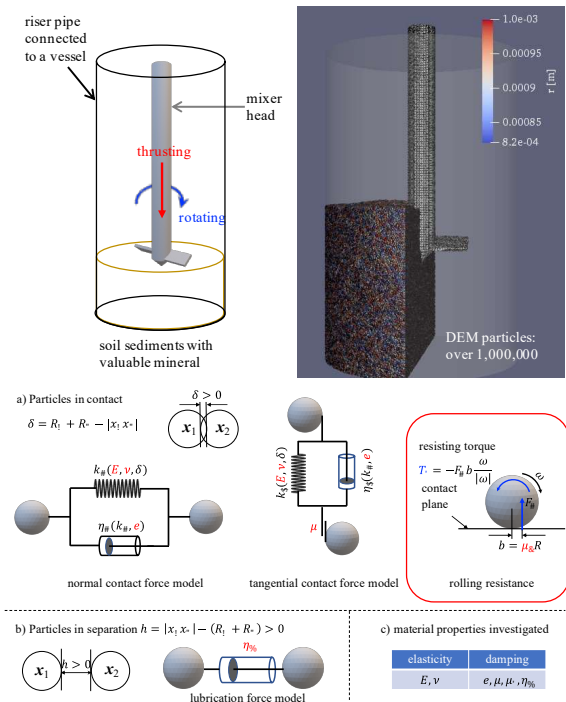 riser pipe
connected
to a vessel
mixer
head
thrusting
rotating
soil sediments with
valuable mineral
1.0e-03
0.00095
0.0009
0.00085
8.2e-04
r [m]
DEM particles:
over 1,000,000
a) Particles in contact
δ > 0
δ = R! + R" − |x! x"|
x1
x2
k#(E, ν, δ)
η#(k#, e)
normal contact force model
k$(E, ν, δ)
η$(k#, e)
μ
tangential contact force model
resisting torque
T' = −F# b ω/|ω|
ω
contact
plane
F#
b = μ& R
rolling resistance
b) Particles in separation h = |x! x"| − (R! + R") > 0
h > 0
x1
x2
η%
lubrication force model
c) material properties investigated
elasticity damping
E, ν e, μ, μ', η%